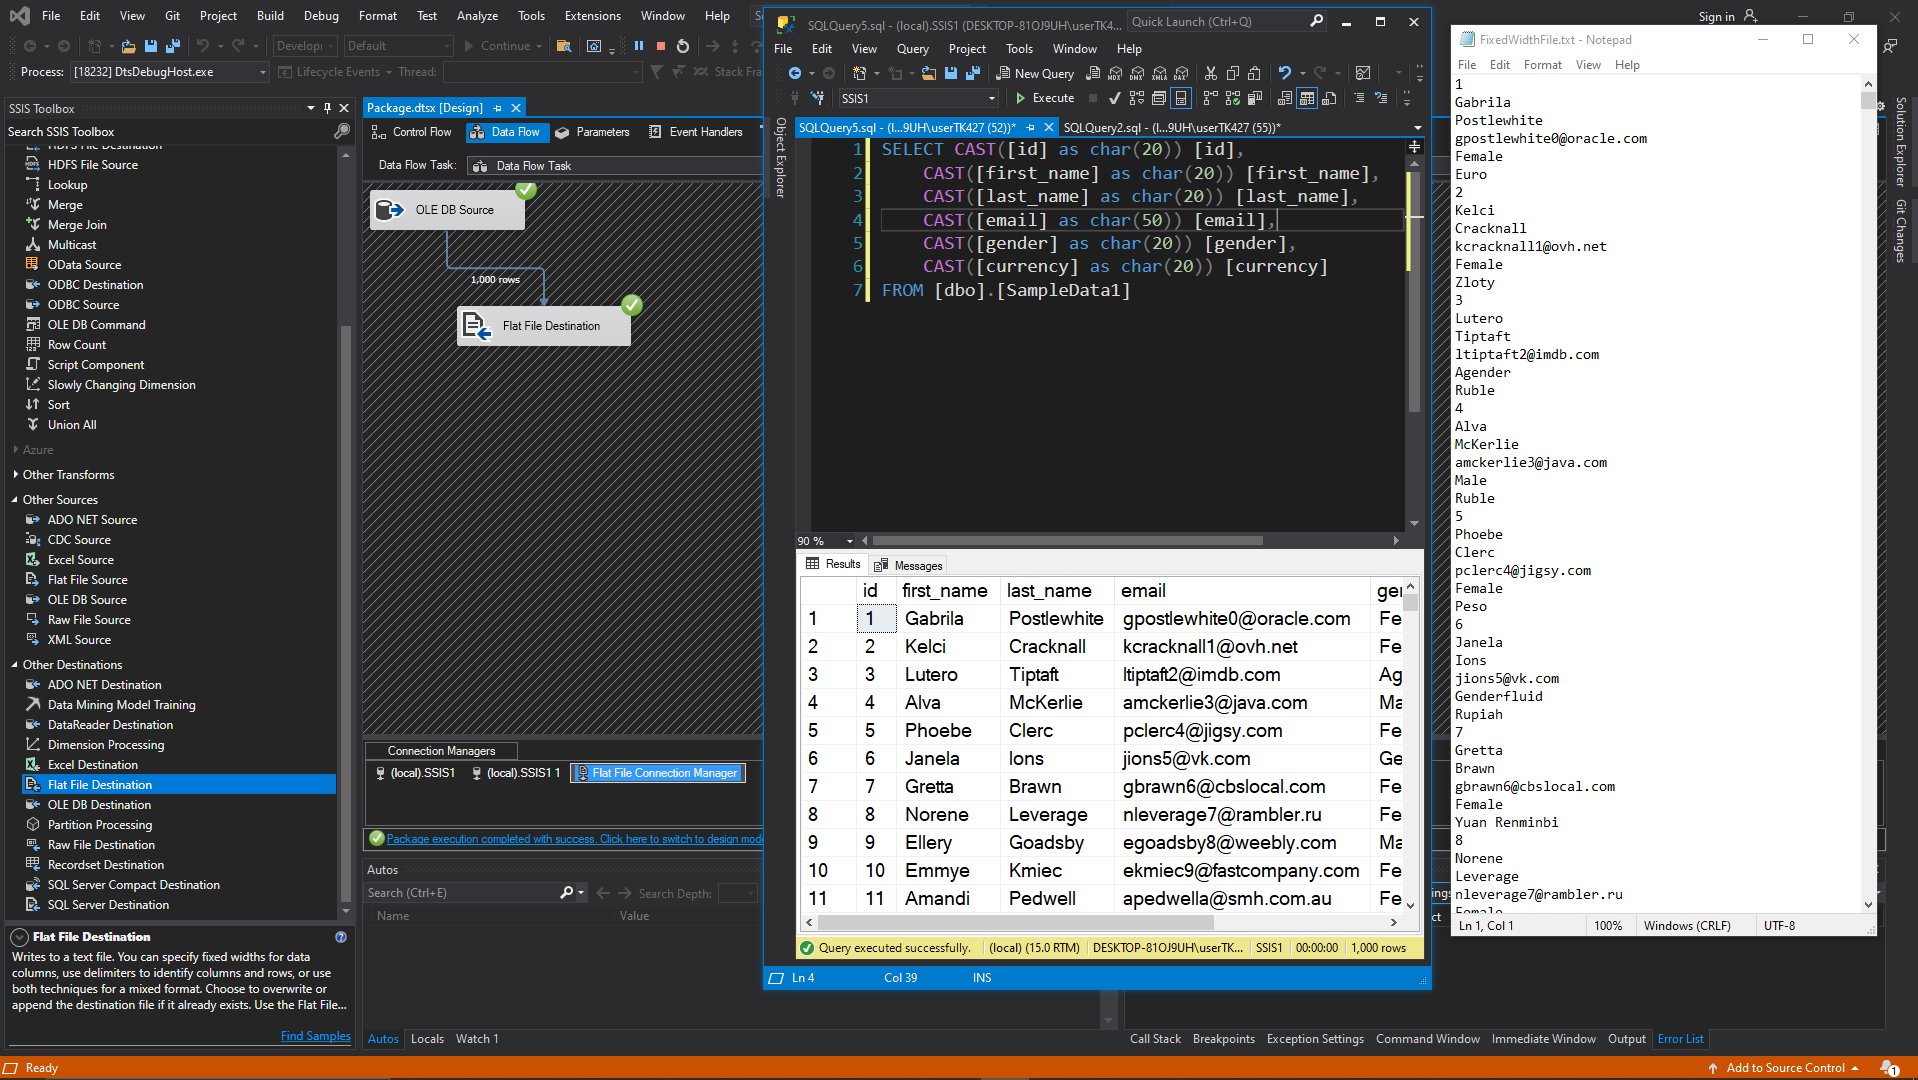 File Edit View Git Project Build Debug Format Test Analyze Tools Extensions Window Help
Sign in
Develop Default Continue
Process: [18232] DtsDebugHost.exe Lifecycle Events Thread: Stack Fra
SSIS Toolbox
Search SSIS Toolbox
HDFS File Destination
HDFS File Source
Lookup
Merge
Merge Join
Multicast
OData Source
ODBC Destination
ODBC Source
OLE DB Command
Row Count
Script Component
Slowly Changing Dimension
Sort
Union All
Azure
Other Transforms
Other Sources
ADO NET Source
CDC Source
Excel Source
Flat File Source
OLE DB Source
Raw File Source
XML Source
Other Destinations
ADO NET Destination
Data Mining Model Training
DataReader Destination
Dimension Processing
Excel Destination
Flat File Destination
OLE DB Destination
Partition Processing
Raw File Destination
Recordset Destination
SQL Server Compact Destination
SQL Server Destination
Flat File Destination
Writes to a text file. You can specify fixed widths for data
columns, use delimiters to identify columns and rows, or use
both techniques for a mixed format. Choose to overwrite or
append the destination file if it already exists. Use the Flat File...
Find Samples
Package.dtsx [Design]
Control Flow Data Flow Parameters Event Handlers
Data Flow Task: Data Flow Task
OLE DB Source
1,000 rows
Flat File Destination
Connection Managers
(local).SSIS1 (local).SSIS1 1 Flat File Connection Manager
Package execution completed with success. Click here to switch to design mode
Autos
Search (Ctrl+E) Search Depth:
Name Value
Autos Locals Watch 1
SQLQuery5.sql - (local).SSIS1 (DESKTOP-81OJ9UH\userTK4...
Quick Launch (Ctrl+Q)
File Edit View Query Project Tools Window Help
New Query MDX DMX XMLA DAX
SSIS1 Execute
Object Explorer
SQLQuery5.sql - (l...9UH\userTK427 (52))* SQLQuery2.sql - (l...9UH\userTK427 (55))*
1 SELECT CAST([id] as char(20)) [id],
2 CAST([first_name] as char(20)) [first_name],
3 CAST([last_name] as char(20)) [last_name],
4 CAST([email] as char(50)) [email],
5 CAST([gender] as char(20)) [gender],
6 CAST([currency] as char(20)) [currency]
7 FROM [dbo].[SampleData1]
90 %
Results Messages
id first_name last_name email ger
1 1 Gabrila Postlewhite gpostlewhite0@oracle.com Fe
2 2 Kelci Cracknall kcracknall1@ovh.net Fe
3 3 Lutero Tiptaft ltiptaft2@imdb.com Ag
4 4 Alva McKerlie amckerlie3@java.com Ma
5 5 Phoebe Clerc pclerc4@jigsy.com Fe
6 6 Janela Ions jions5@vk.com Ge
7 7 Gretta Brawn gbrawn6@cbslocal.com Fe
8 8 Norene Leverage nleverage7@rambler.ru Fe
9 9 Ellery Goadsby egoadsby8@weebly.com Ma
10 10 Emmye Kmiec ekmiec9@fastcompany.com Fe
11 11 Amandi Pedwell apedwella@smh.com.au Fe
Query executed successfully. (local) (15.0 RTM) DESKTOP-81OJ9UH\userTK... SSIS1 00:00:00 1,000 rows
Ln 4 Col 39 INS
FixedWidthFile.txt - Notepad
File Edit Format View Help
1
Gabrila
Postlewhite
gpostlewhite0@oracle.com
Female
Euro
2
Kelci
Cracknall
kcracknall1@ovh.net
Female
Zloty
3
Lutero
Tiptaft
ltiptaft2@imdb.com
Agender
Ruble
4
Alva
McKerlie
amckerlie3@java.com
Male
Ruble
5
Phoebe
Clerc
pclerc4@jigsy.com
Female
Peso
6
Janela
Ions
jions5@vk.com
Genderfluid
Rupiah
7
Gretta
Brawn
gbrawn6@cbslocal.com
Female
Yuan Renminbi
8
Norene
Leverage
nleverage7@rambler.ru
Female
Ln 1, Col 1 100% Windows (CRLF) UTF-8
Solution Explorer
Git Changes
Call Stack Breakpoints Exception Settings Command Window Immediate Window Output Error List
Ready
Add to Source Control 1